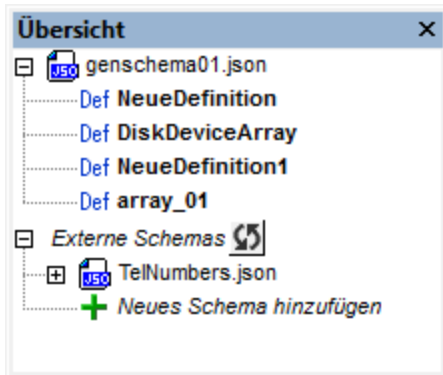 Übersicht
genschema01.json
Def NeueDefinition
Def DiskDeviceArray
Def NeueDefinition1
Def array_01
Externe Schemas
TelNumbers.json
Neues Schema hinzufügen